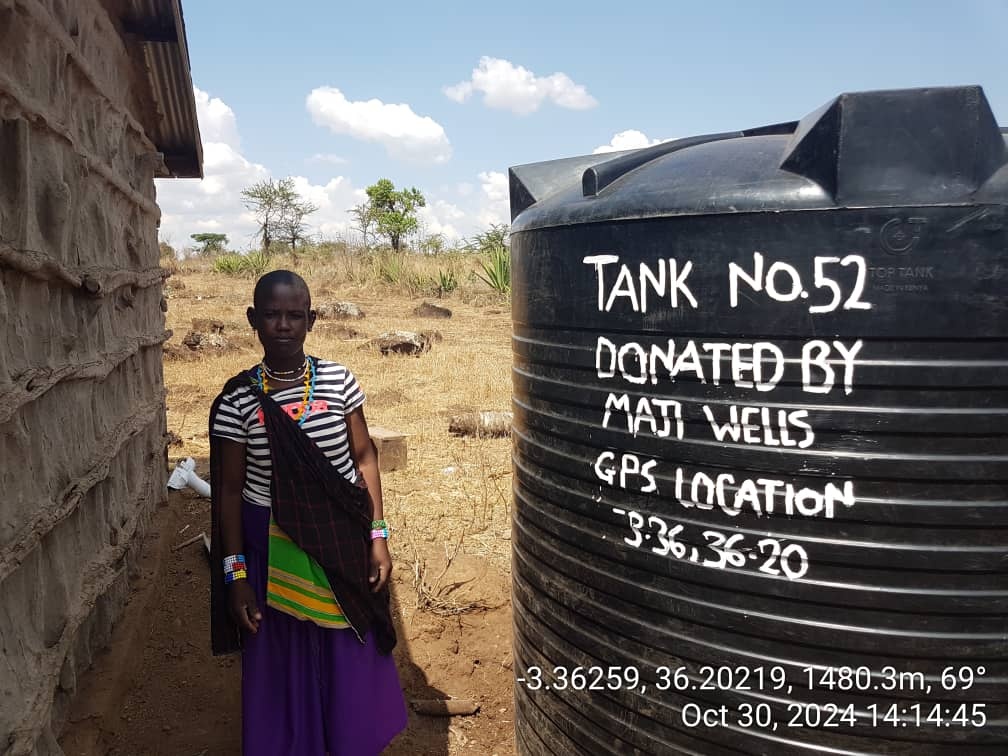 TANK NO.52
TOP TANK
MADE IN KENYA
DONATED BY
MAJI WELLS
GPS LOCATION
-3.36,36.20
-3.36259, 36.20219, 1480.3m, 69°
Oct 30, 2024 14:14:45